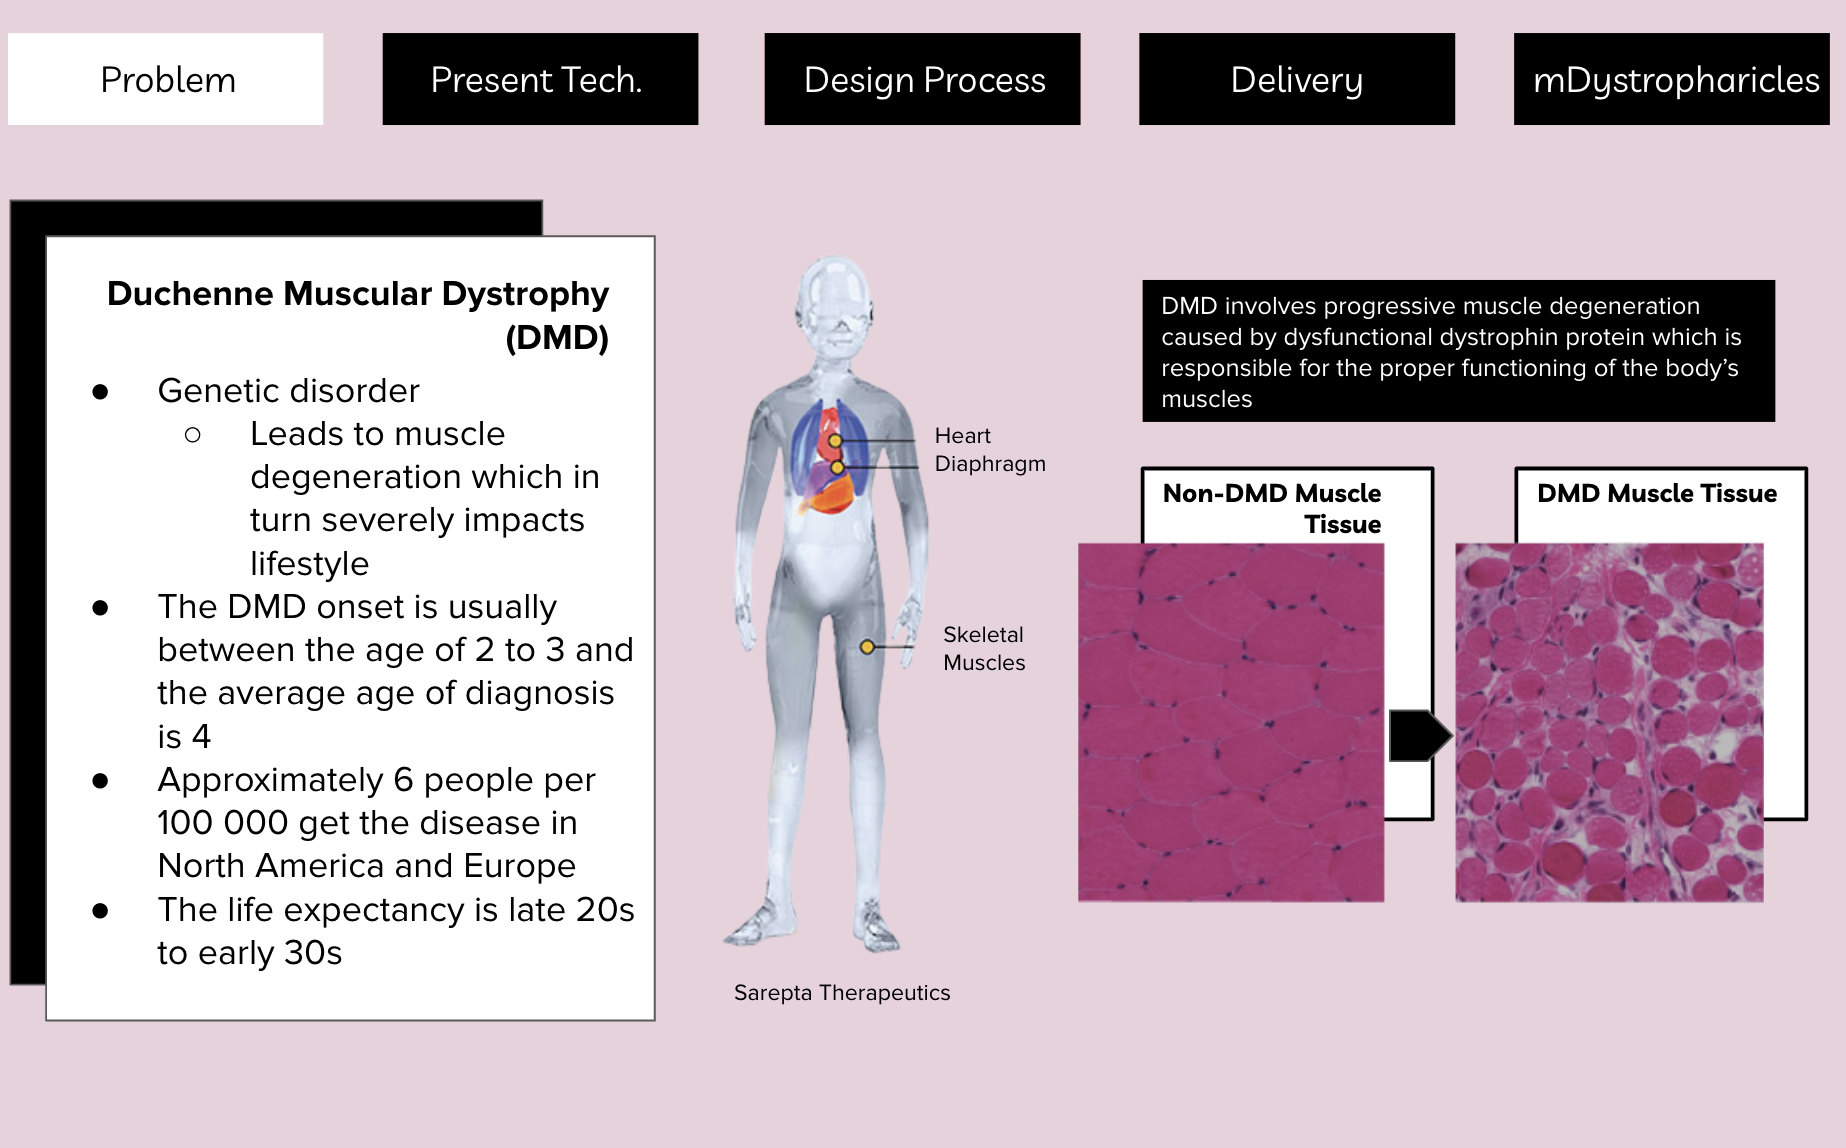 Problem
Present Tech.
Design Process
Delivery
mDystropharicles
Duchenne Muscular Dystrophy
(DMD)
● Genetic disorder
○ Leads to muscle
degeneration which in
turn severely impacts
lifestyle
● The DMD onset is usually
between the age of 2 to 3 and
the average age of diagnosis
is 4
● Approximately 6 people per
100 000 get the disease in
North America and Europe
● The life expectancy is late 20s
to early 30s
Heart
Diaphragm
Skeletal
Muscles
Sarepta Therapeutics
DMD involves progressive muscle degeneration
caused by dysfunctional dystrophin protein which is
responsible for the proper functioning of the body’s
muscles
Non-DMD Muscle
Tissue
DMD Muscle Tissue